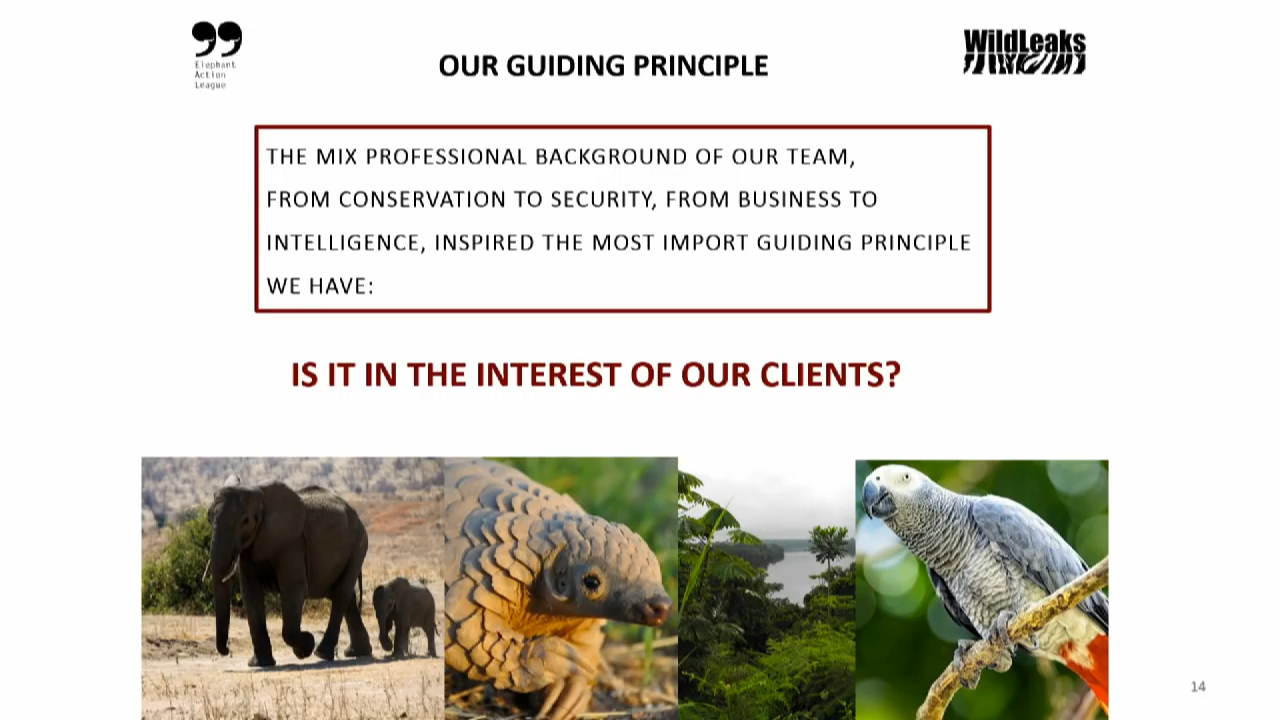 Elephant
Action
League
OUR GUIDING PRINCIPLE
WildLeaks
THE MIX PROFESSIONAL BACKGROUND OF OUR TEAM,
FROM CONSERVATION TO SECURITY, FROM BUSINESS TO
INTELLIGENCE, INSPIRED THE MOST IMPORT GUIDING PRINCIPLE
WE HAVE:
IS IT IN THE INTEREST OF OUR CLIENTS?
14